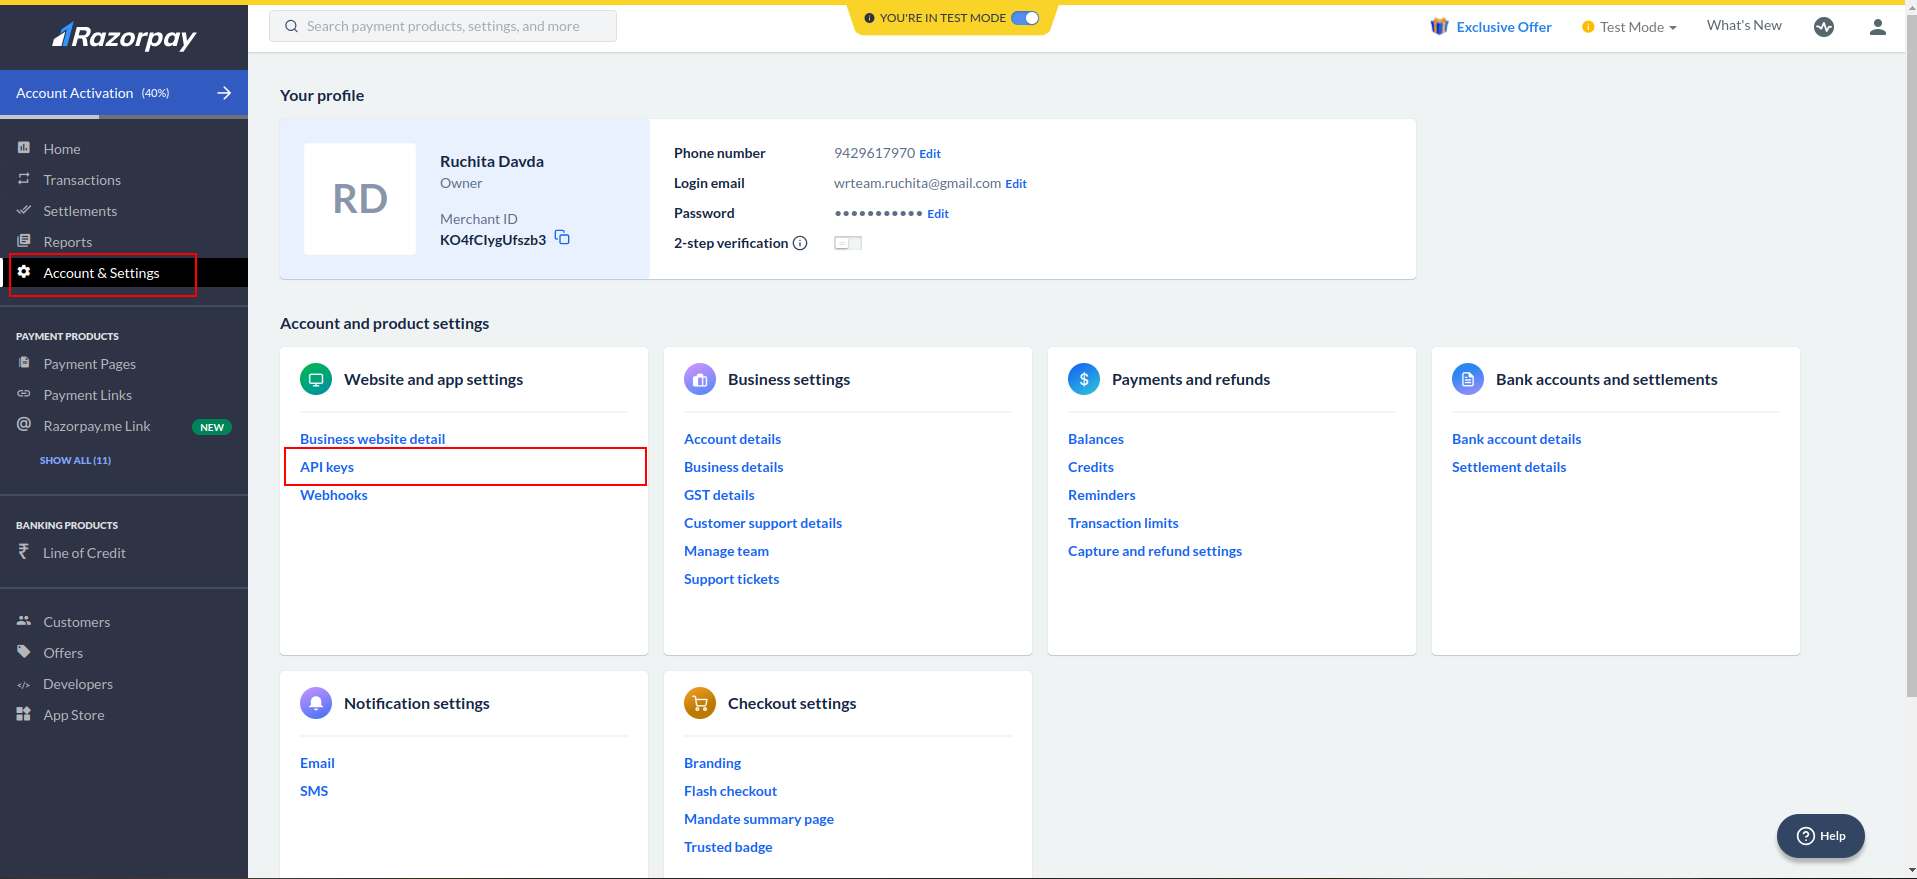 Razorpay
Search payment products, settings, and more
YOU'RE IN TEST MODE
Exclusive Offer
Test Mode
What's New
Account Activation (40%)
Home
Transactions
Settlements
Reports
Account & Settings
PAYMENT PRODUCTS
Payment Pages
Payment Links
Razorpay.me Link NEW
SHOW ALL (11)
BANKING PRODUCTS
Line of Credit
Customers
Offers
Developers
App Store
Your profile
RD
Ruchita Davda
Owner
Merchant ID
KO4fCIygUfszb3
Phone number 9429617970 Edit
Login email wrteam.ruchita@gmail.com Edit
Password ••••••••••• Edit
2-step verification
Account and product settings
Website and app settings
Business website detail
API keys
Webhooks
Business settings
Account details
Business details
GST details
Customer support details
Manage team
Support tickets
Payments and refunds
Balances
Credits
Reminders
Transaction limits
Capture and refund settings
Bank accounts and settlements
Bank account details
Settlement details
Notification settings
Email
SMS
Checkout settings
Branding
Flash checkout
Mandate summary page
Trusted badge
Help